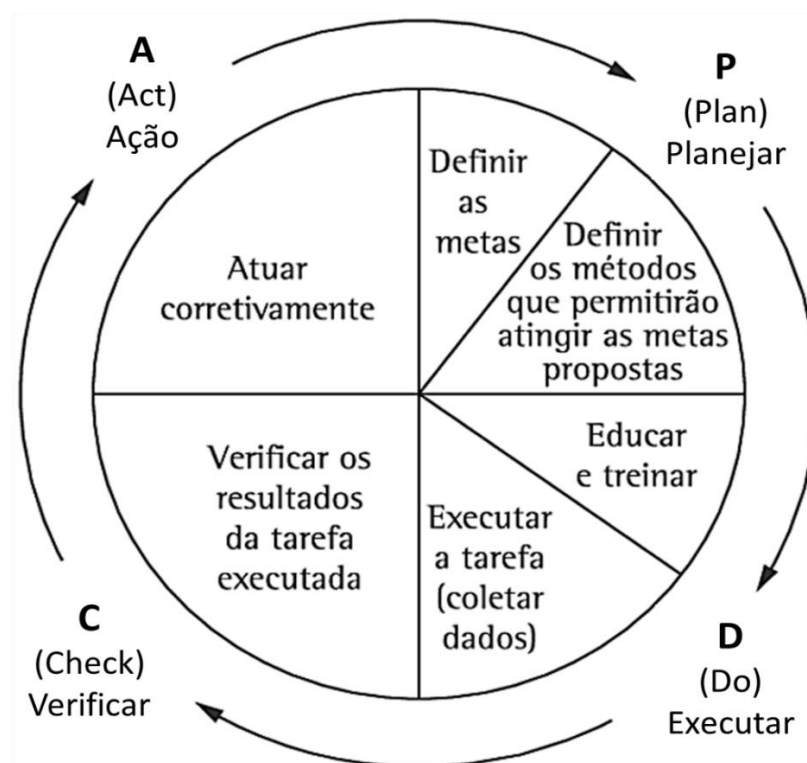 A
(Act)
Ação
P
(Plan)
Planejar
Definir
as
metas
Definir
os métodos
que permitirão
atingir as metas
propostas
Atuar
corretivamente
Educar
e treinar
Verificar os
resultados
da tarefa
executada
Executar
a tarefa
(coletar
dados)
C
(Check)
Verificar
D
(Do)
Executar